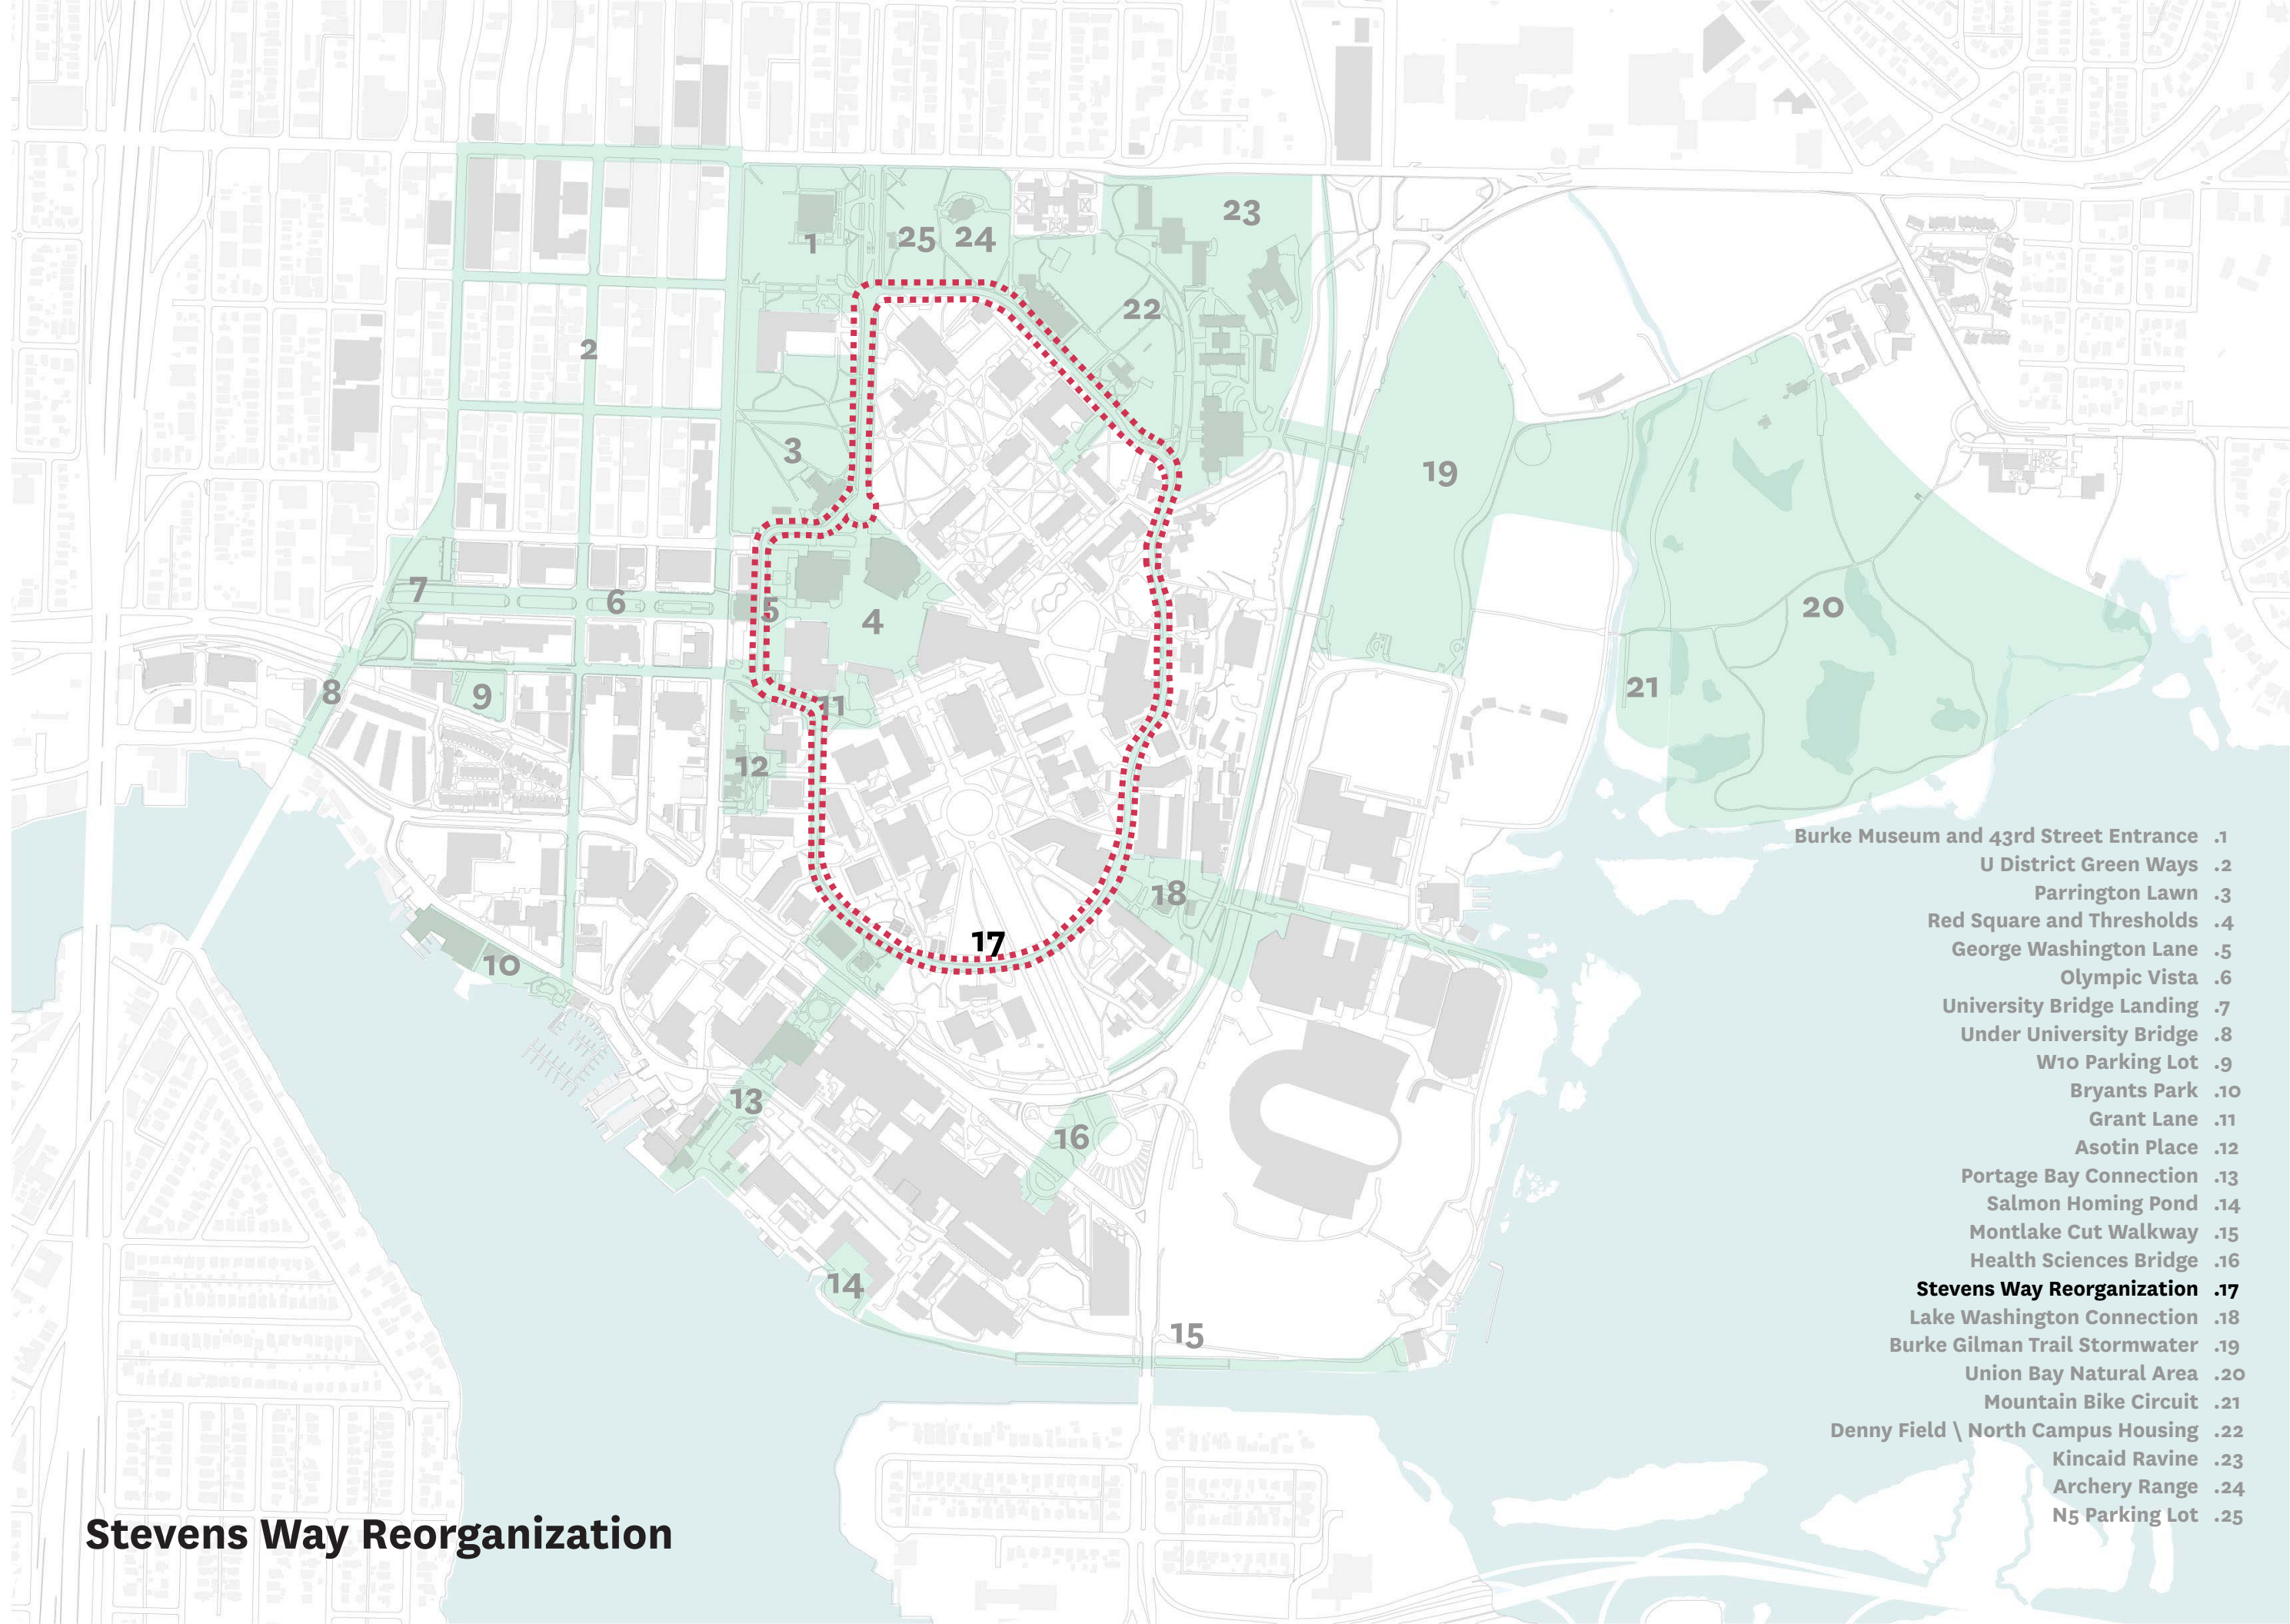 23
1
25
24
22
2
3
19
7
6
5
4
20
8
9
11
21
12
18
17
10
13
16
14
15
Burke Museum and 43rd Street Entrance .1
U District Green Ways .2
Parrington Lawn .3
Red Square and Thresholds .4
George Washington Lane .5
Olympic Vista .6
University Bridge Landing .7
Under University Bridge .8
W10 Parking Lot .9
Bryants Park .10
Grant Lane .11
Asotin Place .12
Portage Bay Connection .13
Salmon Homing Pond .14
Montlake Cut Walkway .15
Health Sciences Bridge .16
Stevens Way Reorganization .17
Lake Washington Connection .18
Burke Gilman Trail Stormwater .19
Union Bay Natural Area .20
Mountain Bike Circuit .21
Denny Field \ North Campus Housing .22
Kincaid Ravine .23
Archery Range .24
N5 Parking Lot .25
Stevens Way Reorganization